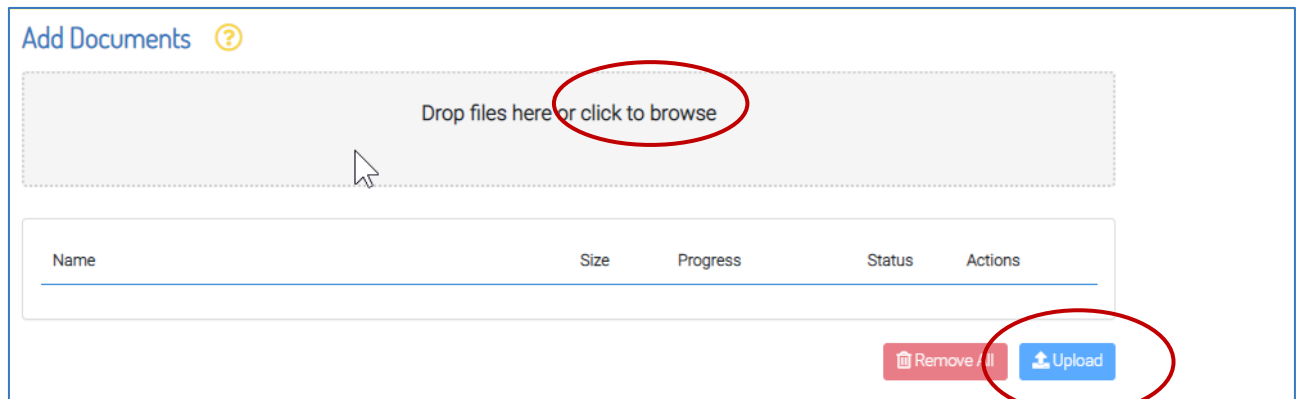 Add Documents ?
Drop files here or click to browse
Name Size Progress Status Actions
Remove All Upload